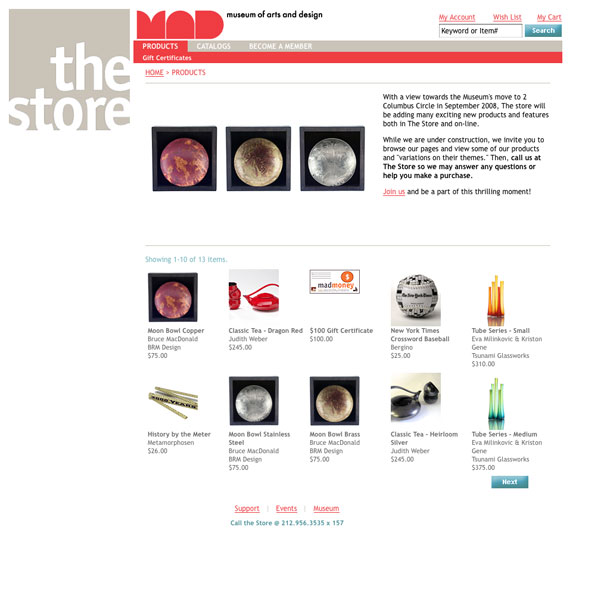 the
store
MAD
museum of arts and design
My Account Wish List My Cart
Keyword or Item# Search
PRODUCTS CATALOGS BECOME A MEMBER
Gift Certificates
HOME > PRODUCTS
With a view towards the Museum's move to 2
Columbus Circle in September 2008, The store will
be adding many exciting new products and features
both in The Store and on-line.
While we are under construction, we invite you to
browse our pages and view some of our products
and "variations on their themes." Then, call us at
The Store so we may answer any questions or
help you make a purchase.
Join us and be a part of this thrilling moment!
Showing 1-10 of 13 items.
madmoney
The New York Times
Moon Bowl Copper
Bruce MacDonald
BRM Design
$75.00
Classic Tea - Dragon Red
Judith Weber
$245.00
$100 Gift Certificate
$100.00
New York Times
Crossword Baseball
Bergino
$25.00
Tube Series - Small
Eva Milinkovic & Kriston
Gene
Tsunami Glassworks
$310.00
History by the Meter
Metamorphosen
$26.00
Moon Bowl Stainless
Steel
Bruce MacDonald
BRM Design
$75.00
Moon Bowl Brass
Bruce MacDonald
BRM Design
$75.00
Classic Tea - Heirloom
Silver
Judith Weber
$245.00
Tube Series - Medium
Eva Milinkovic & Kriston
Gene
Tsunami Glassworks
$375.00
Next
Support | Events | Museum
Call the Store @ 212.956.3535 x 157